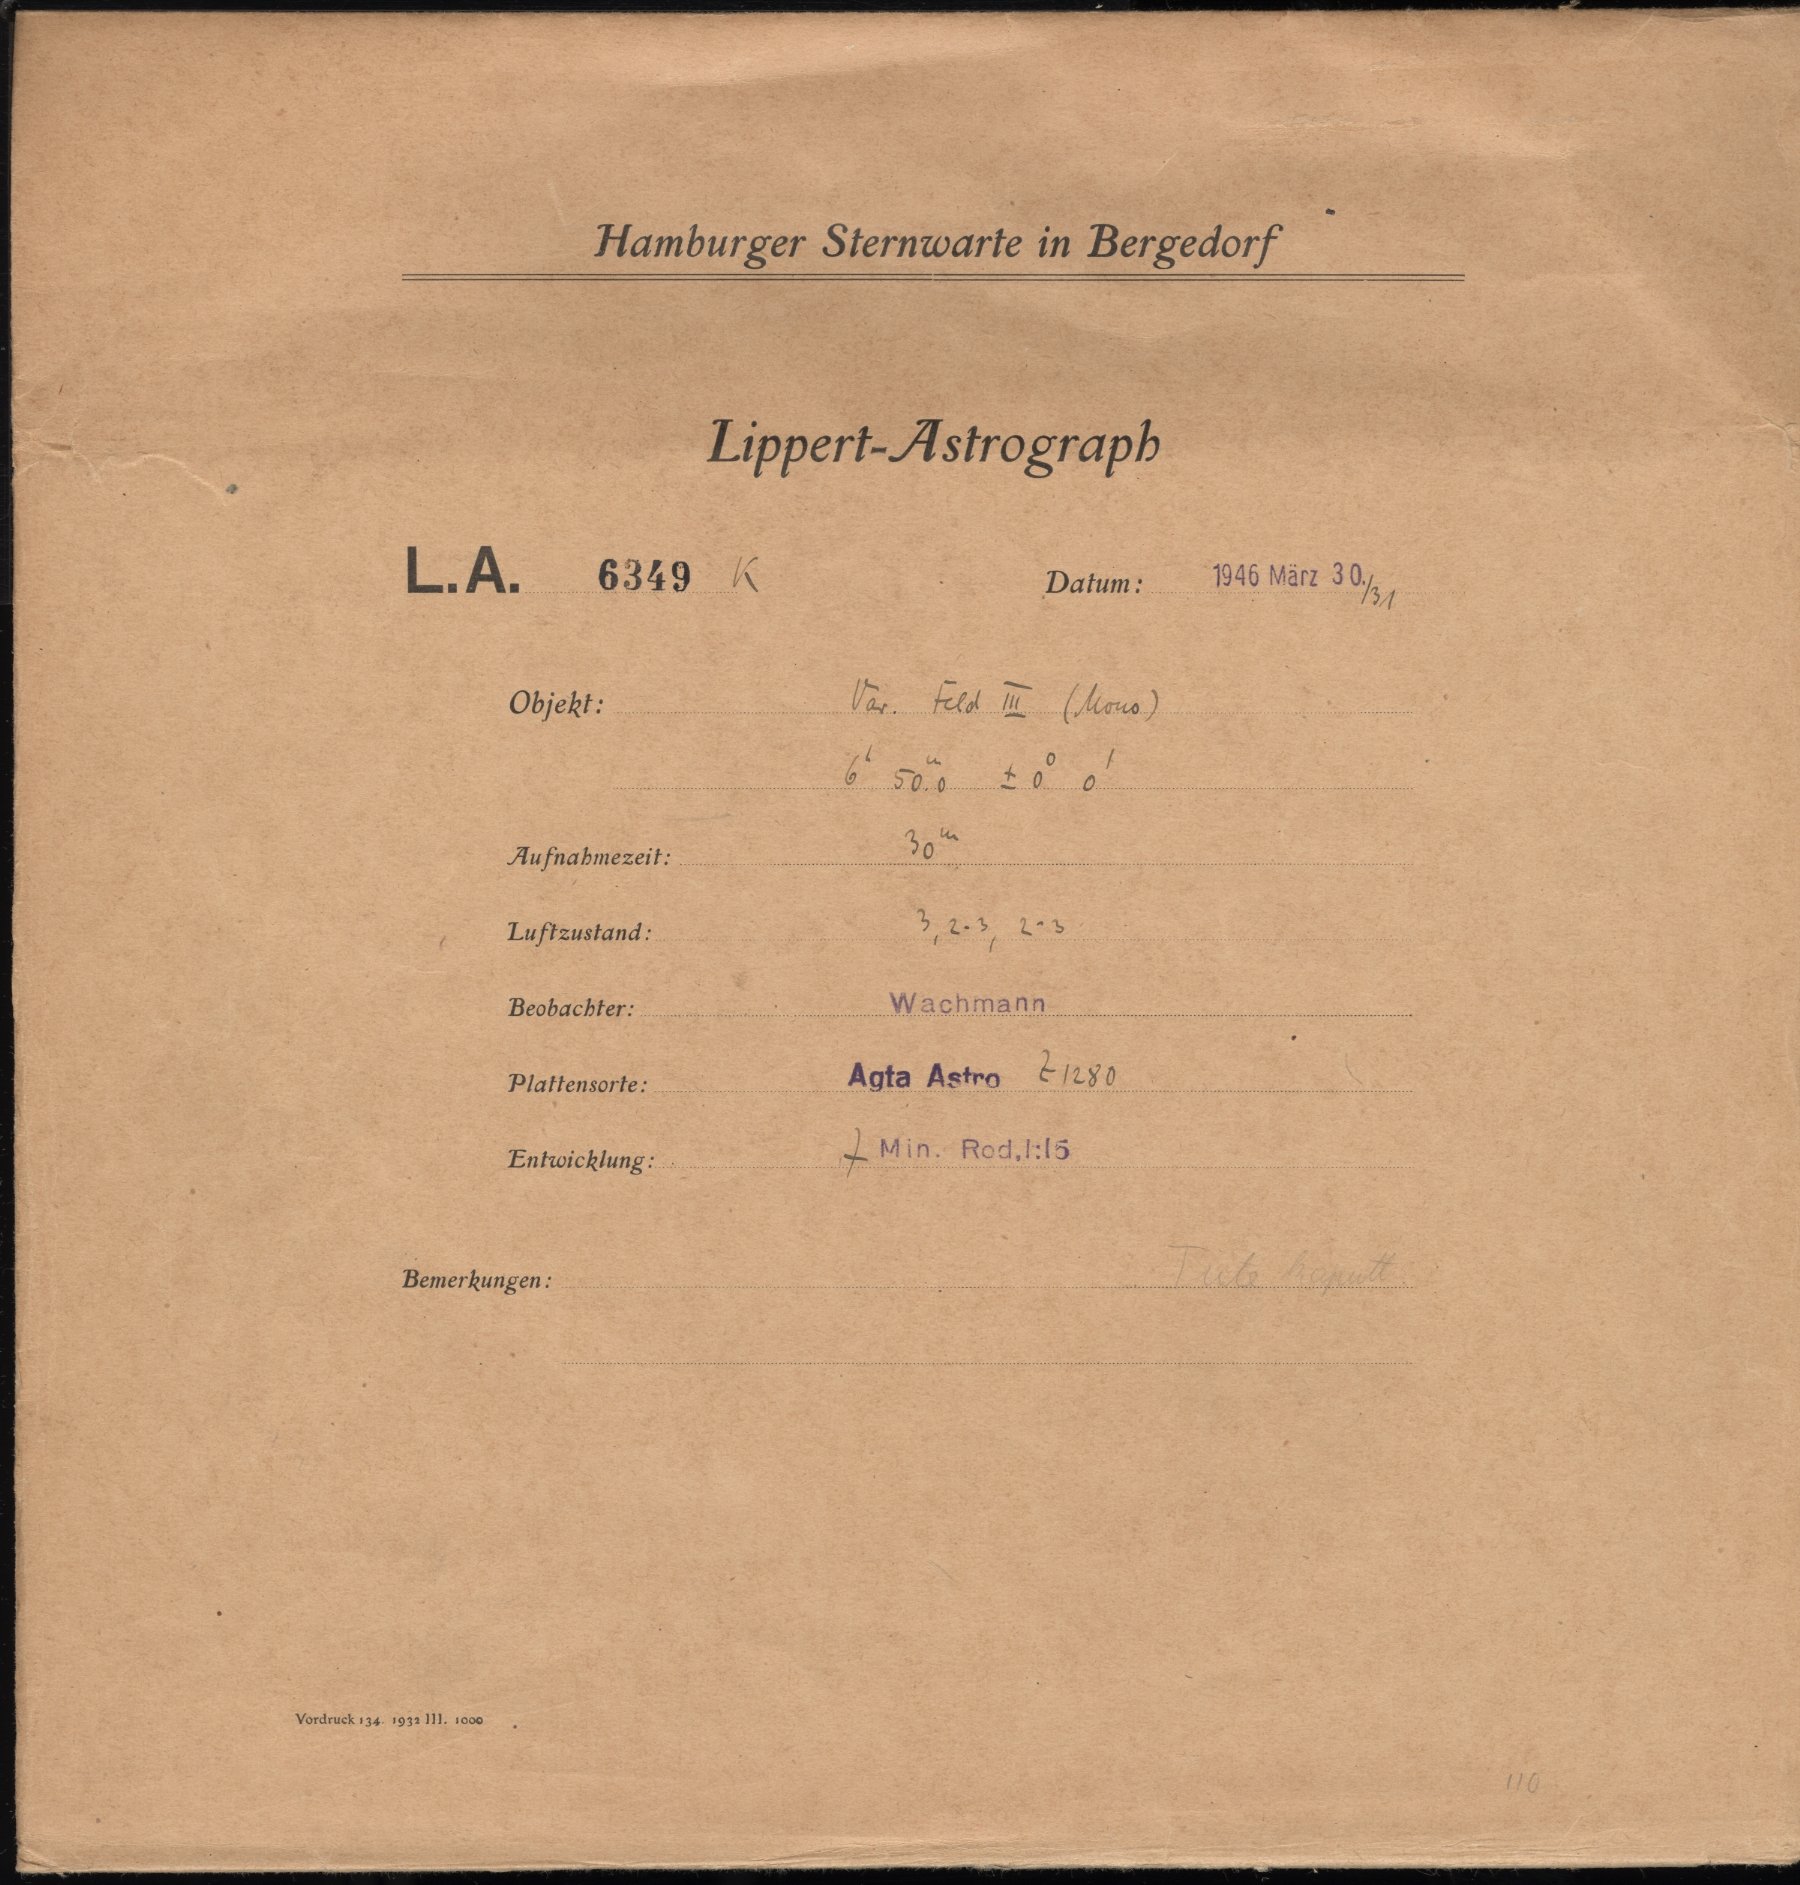 Hamburger Sternwarte in Bergedorf
Lippert-Astrograph
L.A. 6349 K Datum: 1946 März 30./31
Objekt: Var. Feld III (Mono)
6h 50m.0 ± 0° 0'
Aufnahmezeit: 30m
Luftzustand: 3, 2-3, 2-3
Beobachter: Wachmann
Plattensorte: Agfa Astro Z 1280
Entwicklung: 7 Min. Rod. 1:15
Bemerkungen: kaputt.
Vordruck 134. 1932 III. 1000
110